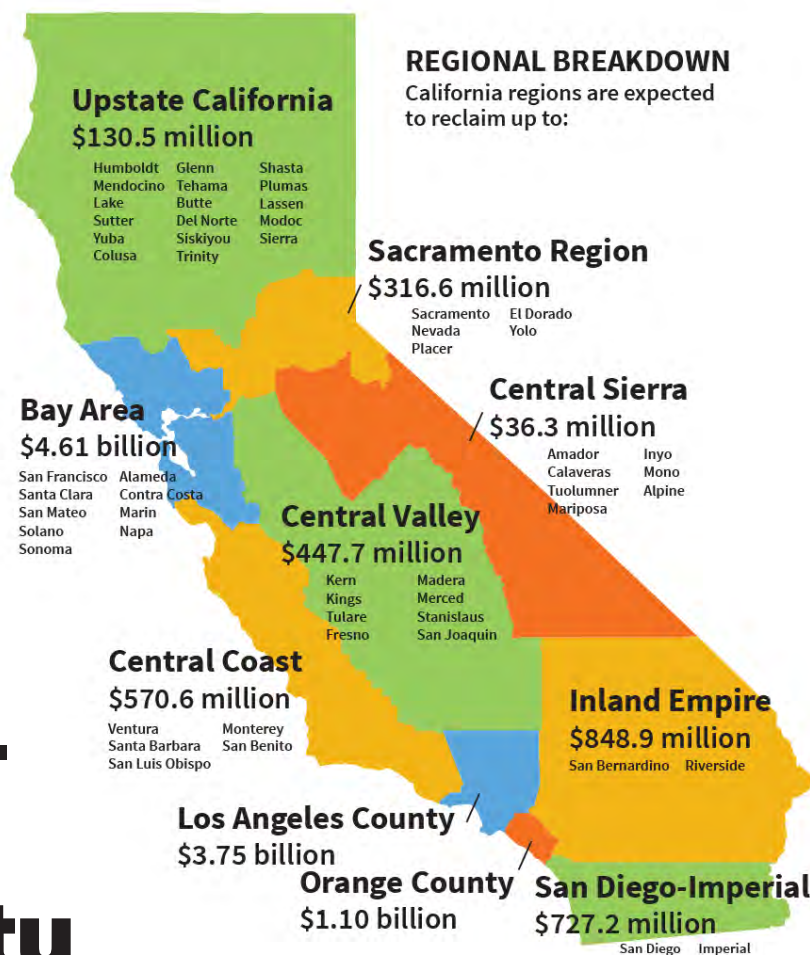 REGIONAL BREAKDOWN
California regions are expected
to reclaim up to:
Upstate California
$130.5 million
Humboldt Glenn Shasta
Mendocino Tehama Plumas
Lake Butte Lassen
Sutter Del Norte Modoc
Yuba Siskiyou Sierra
Colusa Trinity
Sacramento Region
$316.6 million
Sacramento El Dorado
Nevada Yolo
Placer
Central Sierra
$36.3 million
Amador Inyo
Calaveras Mono
Tuolumner Alpine
Mariposa
Bay Area
$4.61 billion
San Francisco Alameda
Santa Clara Contra Costa
San Mateo Marin
Solano Napa
Sonoma
Central Valley
$447.7 million
Kern Madera
Kings Merced
Tulare Stanislaus
Fresno San Joaquin
Central Coast
$570.6 million
Ventura Monterey
Santa Barbara San Benito
San Luis Obispo
Inland Empire
$848.9 million
San Bernardino Riverside
Los Angeles County
$3.75 billion
Orange County
$1.10 billion
San Diego-Imperial
$727.2 million
San Diego Imperial